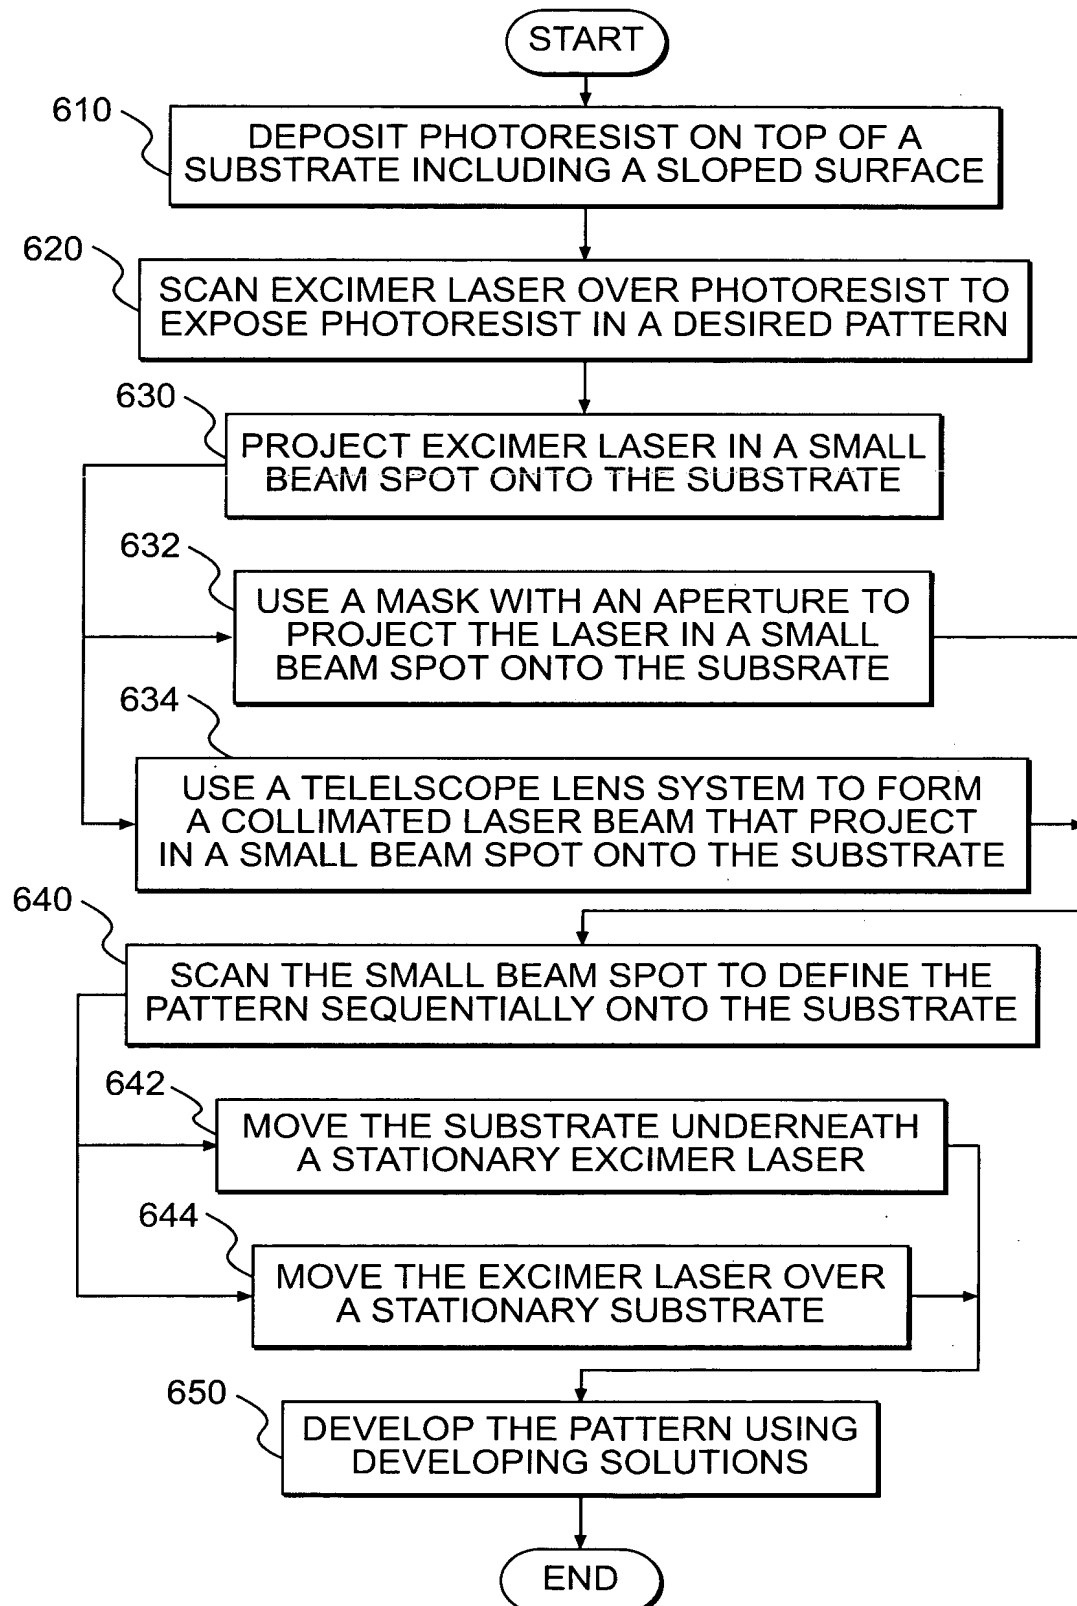 START
610
DEPOSIT PHOTORESIST ON TOP OF A
SUBSTRATE INCLUDING A SLOPED SURFACE
620
SCAN EXCIMER LASER OVER PHOTORESIST TO
EXPOSE PHOTORESIST IN A DESIRED PATTERN
630
PROJECT EXCIMER LASER IN A SMALL
BEAM SPOT ONTO THE SUBSTRATE
632
USE A MASK WITH AN APERTURE TO
PROJECT THE LASER IN A SMALL
BEAM SPOT ONTO THE SUBSRATE
634
USE A TELELSCOPE LENS SYSTEM TO FORM
A COLLIMATED LASER BEAM THAT PROJECT
IN A SMALL BEAM SPOT ONTO THE SUBSTRATE
640
SCAN THE SMALL BEAM SPOT TO DEFINE THE
PATTERN SEQUENTIALLY ONTO THE SUBSTRATE
642
MOVE THE SUBSTRATE UNDERNEATH
A STATIONARY EXCIMER LASER
644
MOVE THE EXCIMER LASER OVER
A STATIONARY SUBSTRATE
650
DEVELOP THE PATTERN USING
DEVELOPING SOLUTIONS
END